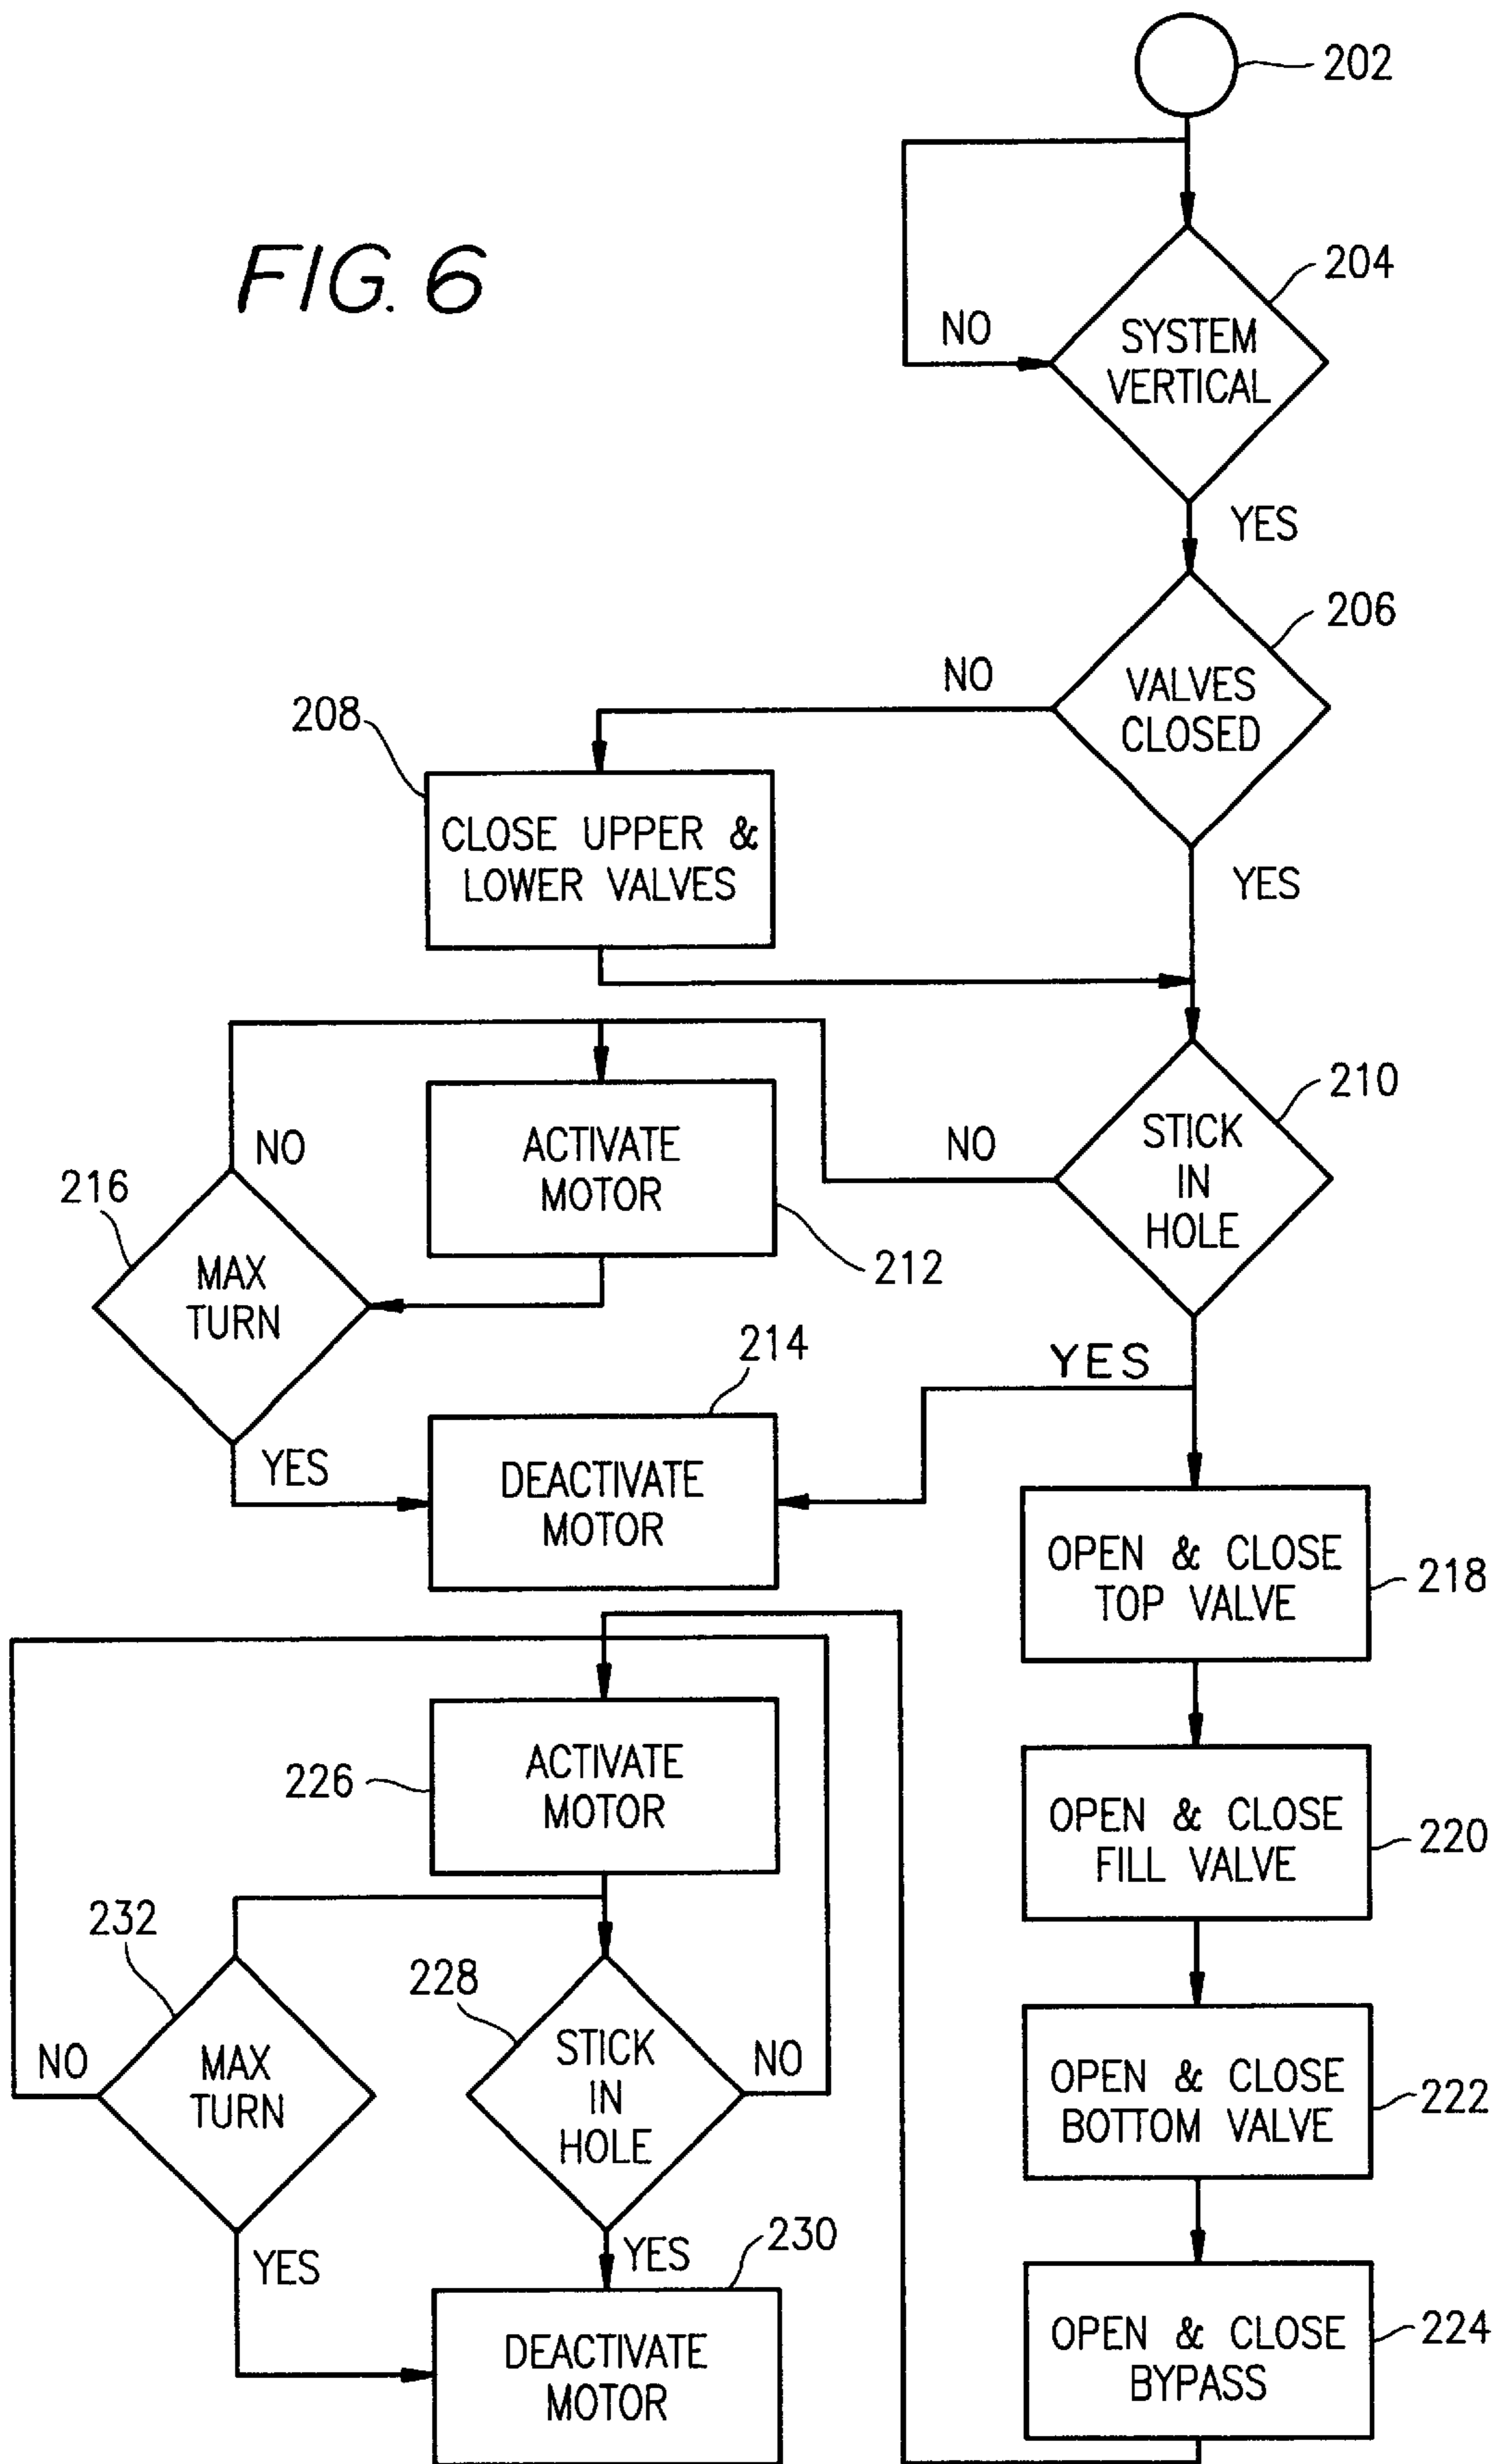 202
FIG. 6
204
NO
SYSTEM
VERTICAL
YES
206
NO
VALVES
CLOSED
208
CLOSE UPPER &
LOWER VALVES
YES
210
NO
ACTIVATE
MOTOR
NO
STICK
IN
HOLE
216
212
MAX
TURN
214
YES
YES
DEACTIVATE
MOTOR
OPEN & CLOSE
TOP VALVE
218
226
ACTIVATE
MOTOR
OPEN & CLOSE
FILL VALVE
220
232
228
NO
MAX
TURN
STICK
IN
HOLE
NO
OPEN & CLOSE
BOTTOM VALVE
222
YES
YES
230
DEACTIVATE
MOTOR
OPEN & CLOSE
BYPASS
224